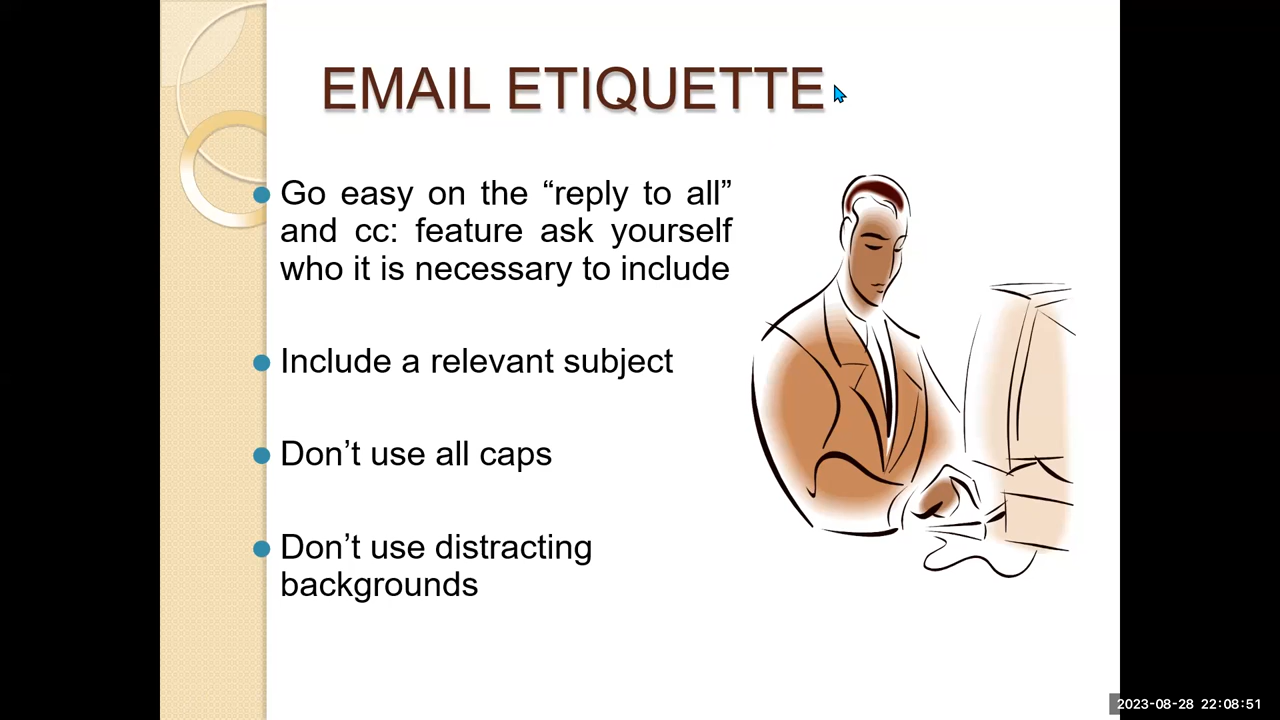 EMAIL ETIQUETTE
Go easy on the “reply to all”
and cc: feature ask yourself
who it is necessary to include
Include a relevant subject
Don’t use all caps
Don’t use distracting
backgrounds
2023-08-28 22:08:51